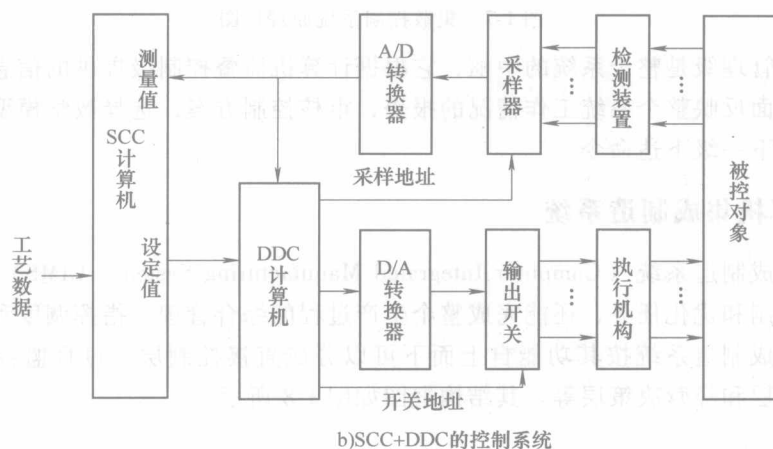 测量值
SCC
计算机
设定值
工艺数据
A/D
转换器
采样器
检测装置
被控对象
采样地址
DDC
计算机
D/A
转换器
输出开关
执行机构
开关地址
b)SCC+DDC的控制系统